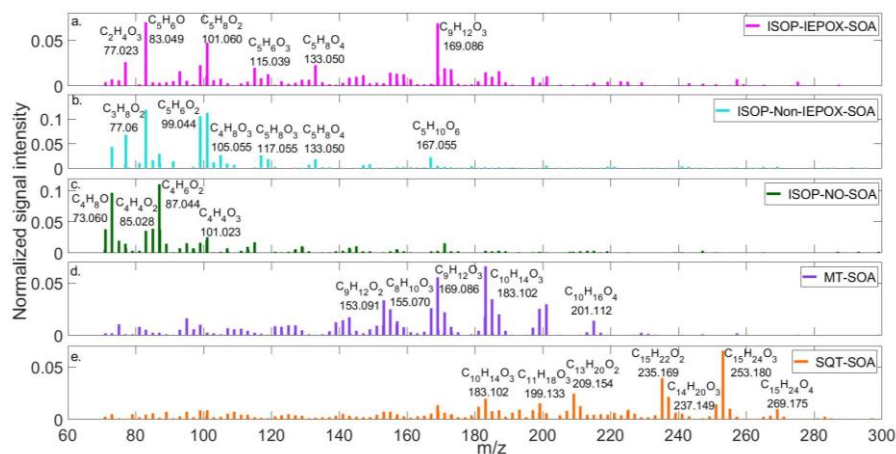 Normalized signal intensity
a.
ISOP-IEPOX-SOA
0.05
0
C₂H₄O₃
77.023
C₅H₆O
83.049
C₅H₈O₂
101.060
C₅H₆O₃
115.039
C₅H₈O₄
133.050
C₉H₁₂O₃
169.086
b.
ISOP-Non-IEPOX-SOA
0.1
0.05
0
C₃H₈O₂
77.06
C₅H₆O₂
99.044
C₄H₈O₃
105.055
C₅H₈O₃
117.055
C₅H₈O₄
133.050
C₅H₁₀O₆
167.055
c.
ISOP-NO-SOA
0.1
0.05
0
C₄H₈O
73.060
C₄H₄O₂
85.028
C₄H₆O₂
87.044
C₄H₄O₃
101.023
d.
MT-SOA
0.05
0
C₉H₁₂O₂
153.091
C₈H₁₀O₃
155.070
C₉H₁₂O₃
169.086
C₁₀H₁₄O₃
183.102
C₁₀H₁₆O₄
201.112
e.
SQT-SOA
0.05
0
C₁₀H₁₄O₃
183.102
C₁₁H₁₈O₃
199.133
C₁₃H₂₀O₂
209.154
C₁₅H₂₂O₂
235.169
C₁₄H₂₀O₃
237.149
C₁₅H₂₄O₃
253.180
C₁₅H₂₄O₄
269.175
60 80 100 120 140 160 180 200 220 240 260 280 300
m/z